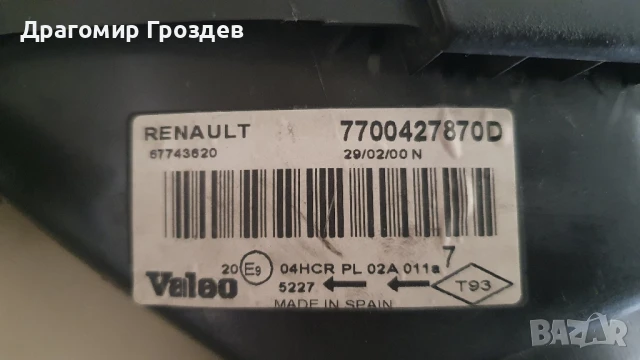 Драгомир Гроздев
RENAULT 7700427870D
67743620 29/02/00 N
7
20 E9 04HCR PL 02A 011a
Valeo 5227 T93
MADE IN SPAIN
BAZAR